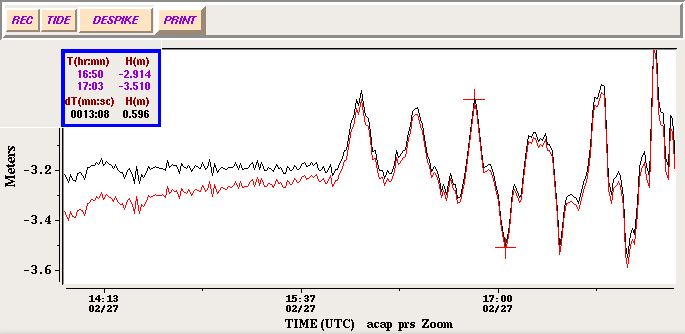 REC TIDE DESPIKE PRINT
T(hr:mn) H(m)
16:50 -2.914
17:03 -3.510
dT(mn:sc) H(m)
0013:08 0.596
Meters
-3.2
-3.4
-3.6
14:13 15:37 17:00
02/27 02/27 02/27
TIME (UTC) acap prs Zoom